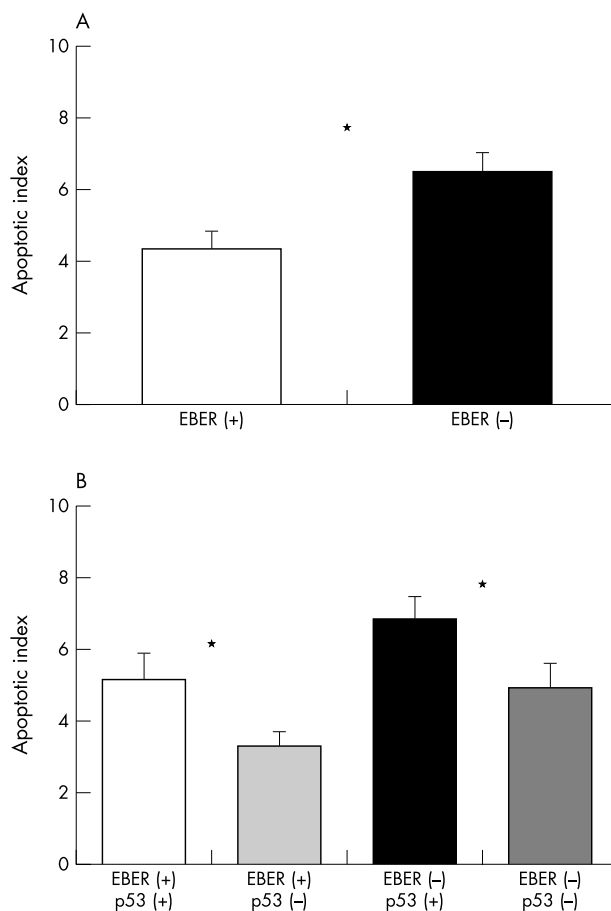 A
10
8
6
4
2
0
Apoptotic index
EBER (+)
EBER (–)
B
10
8
6
4
2
0
Apoptotic index
EBER (+)
p53 (+)
EBER (+)
p53 (–)
EBER (–)
p53 (+)
EBER (–)
p53 (–)